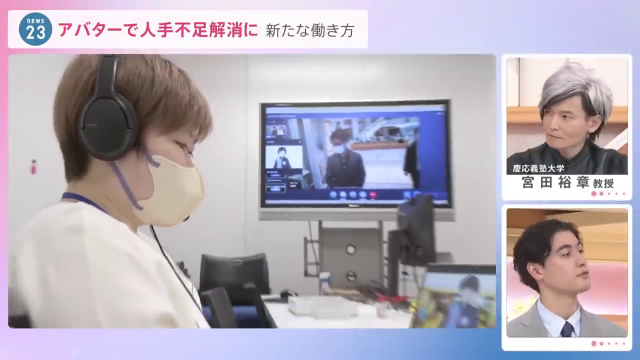 news
23
アバターで人手不足解消に 新たな働き方
慶応義塾大学
宮田裕章教授